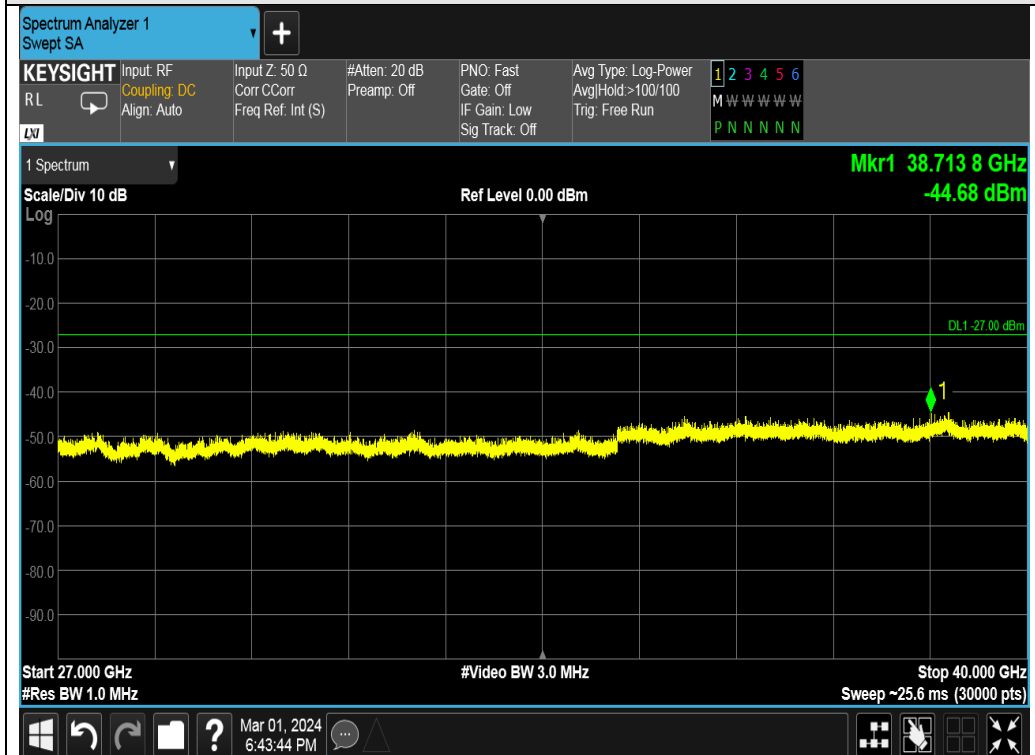 Spectrum Analyzer 1
Swept SA
+
KEYSIGHT
R L
LXI
Input: RF
Coupling: DC
Align: Auto
Input Z: 50 Ω
Corr CCorr
Freq Ref: Int (S)
#Atten: 20 dB
Preamp: Off
PNO: Fast
Gate: Off
IF Gain: Low
Sig Track: Off
Avg Type: Log-Power
Avg|Hold:>100/100
Trig: Free Run
1 2 3 4 5 6
M W W W W W
P N N N N N
1 Spectrum
Mkr1 38.713 8 GHz
Scale/Div 10 dB
Ref Level 0.00 dBm
-44.68 dBm
Log
-10.0
-20.0
DL1 -27.00 dBm
-30.0
-40.0
1
-50.0
-60.0
-70.0
-80.0
-90.0
Start 27.000 GHz
#Video BW 3.0 MHz
Stop 40.000 GHz
#Res BW 1.0 MHz
Sweep ~25.6 ms (30000 pts)
?
Mar 01, 2024
6:43:44 PM